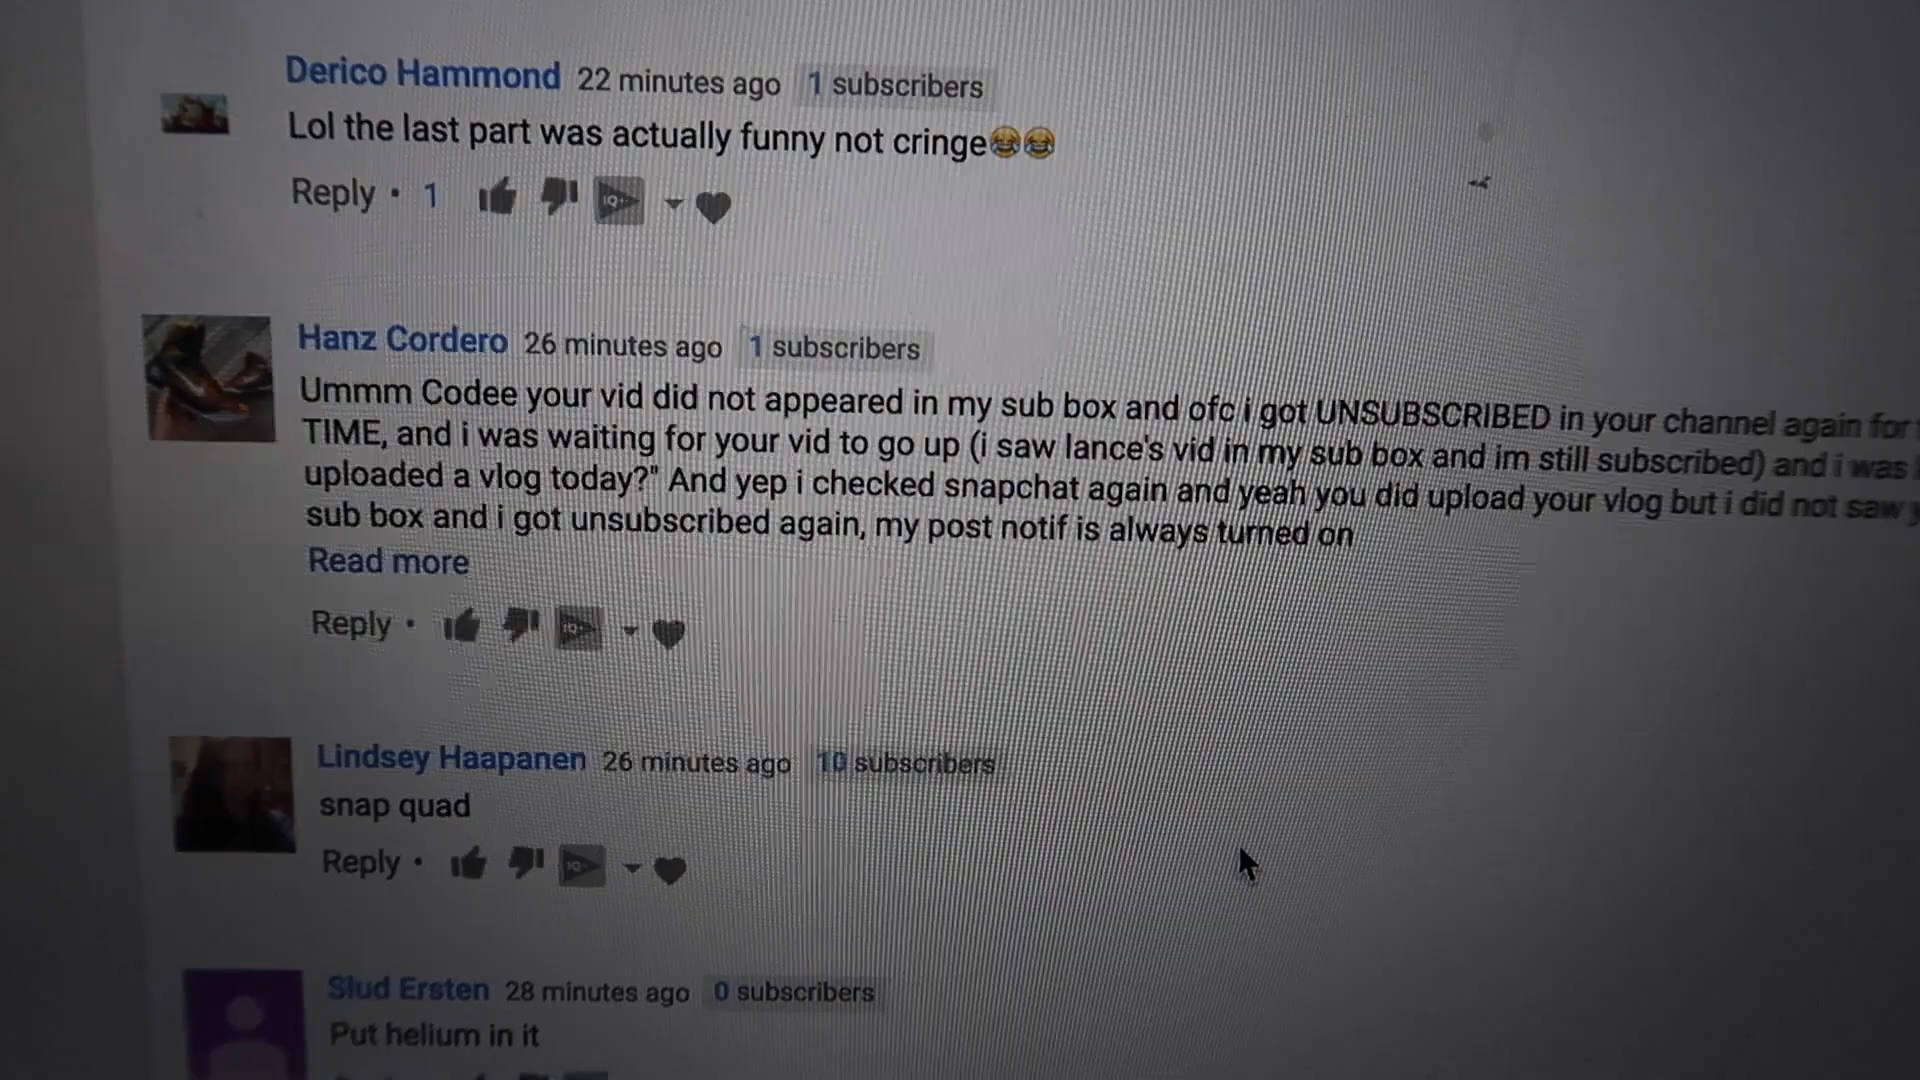 Derico Hammond 22 minutes ago 1 subscribers
Lol the last part was actually funny not cringe😂😂
Reply • 1
IQ+
Hanz Cordero 26 minutes ago 1 subscribers
Ummm Codee your vid did not appeared in my sub box and ofc i got UNSUBSCRIBED in your channel again for
TIME, and i was waiting for your vid to go up (i saw lance's vid in my sub box and im still subscribed) and i was
uploaded a vlog today?" And yep i checked snapchat again and yeah you did upload your vlog but i did not saw
sub box and i got unsubscribed again, my post notif is always turned on
Read more
Reply •
IQ+
Lindsey Haapanen 26 minutes ago 10 subscribers
snap quad
Reply •
IQ+
Slud Ersten 28 minutes ago 0 subscribers
Put helium in it